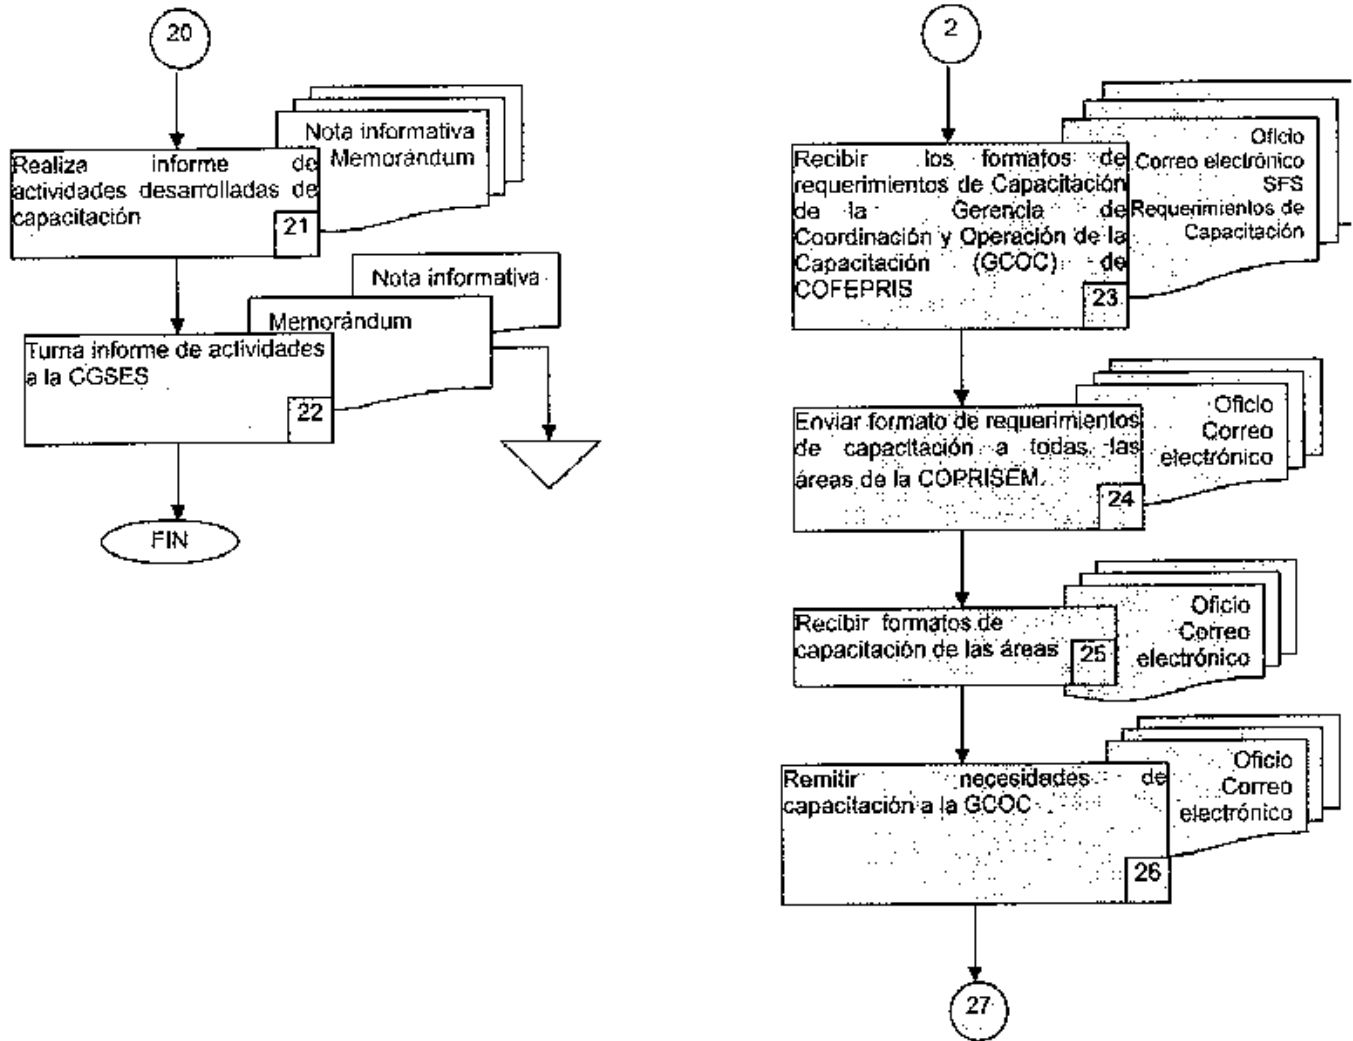 20
Nota informativa
Memorándum
Realiza informe de
actividades desarrolladas de
capacitación
21
Nota informativa
Memorándum
Turna informe de actividades
a la CGSES
22
FIN
2
Oficio
Correo electrónico
SFS
Requerimientos de
Capacitación
Recibir los formatos de
requerimientos de Capacitación
de la Gerencia de
Coordinación y Operación de la
Capacitación (GCOC) de
COFEPRIS
23
Oficio
Correo
electrónico
Enviar formato de requerimientos
de capacitación a todas las
áreas de la COPRISEM.
24
Oficio
Correo
electrónico
Recibir formatos de
capacitación de las áreas
25
Oficio
Correo
electrónico
Remitir necesidades de
capacitación a la GCOC
26
27